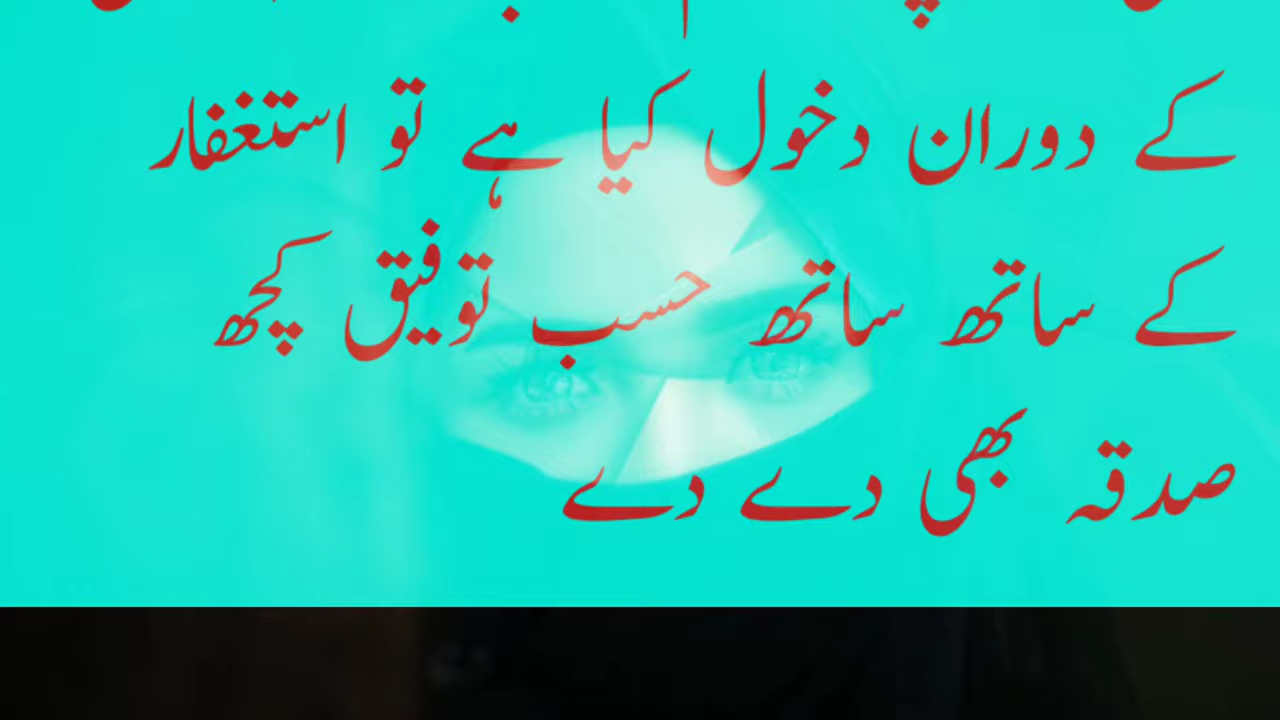 کے دوران دخول کیا ہے تو استغفار
کے ساتھ ساتھ حسب توفیق کچھ
صدقہ بھی دے دے